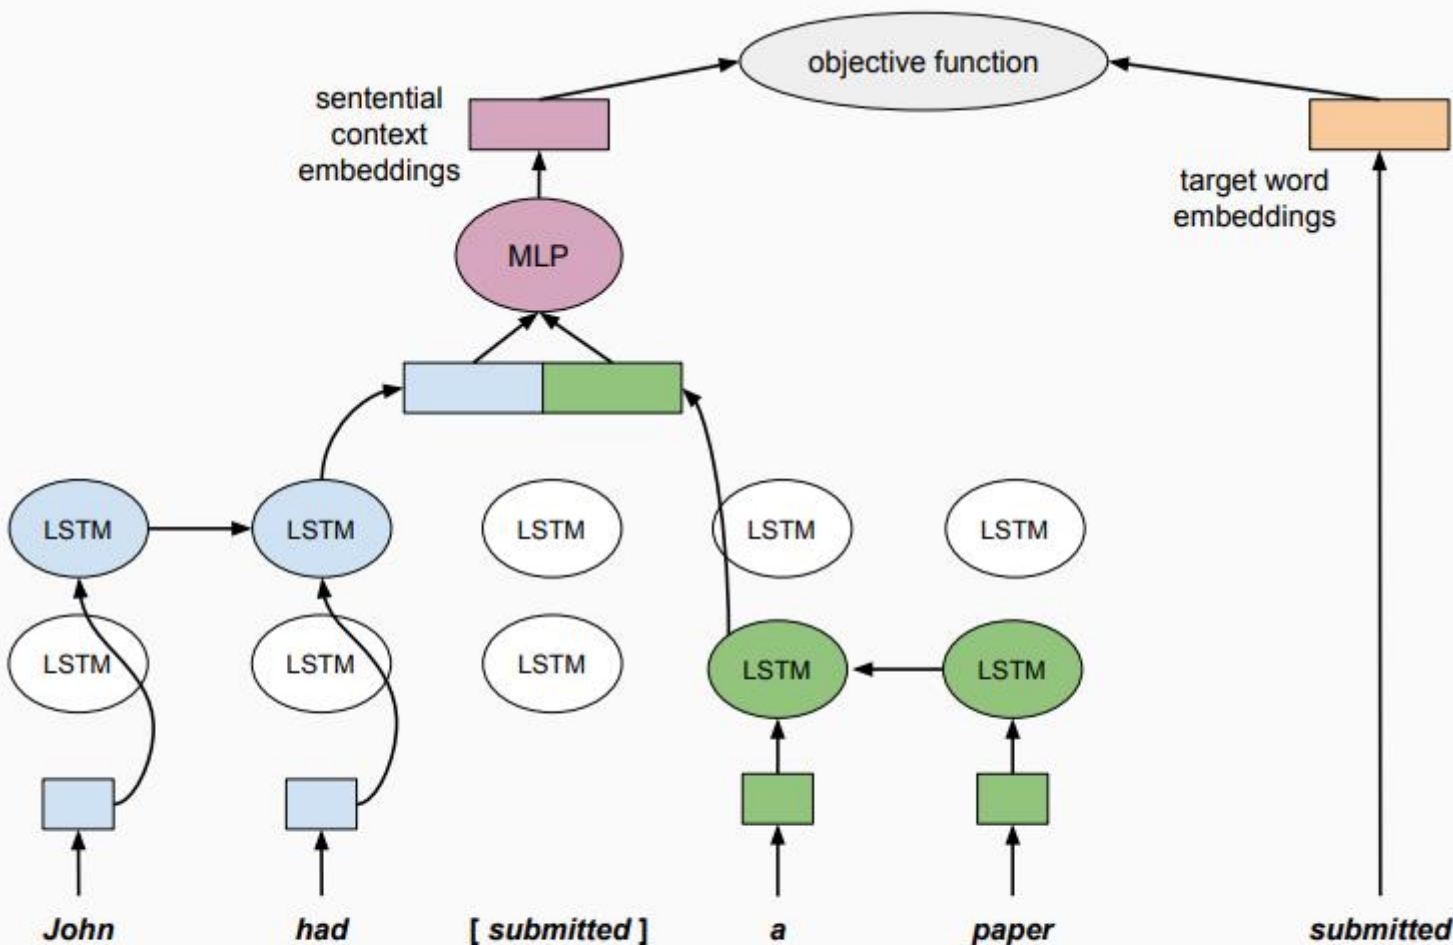 objective function
sentential
context
embeddings
target word
embeddings
MLP
LSTM LSTM LSTM LSTM LSTM
LSTM LSTM LSTM LSTM LSTM
John had [ submitted ] a paper submitted